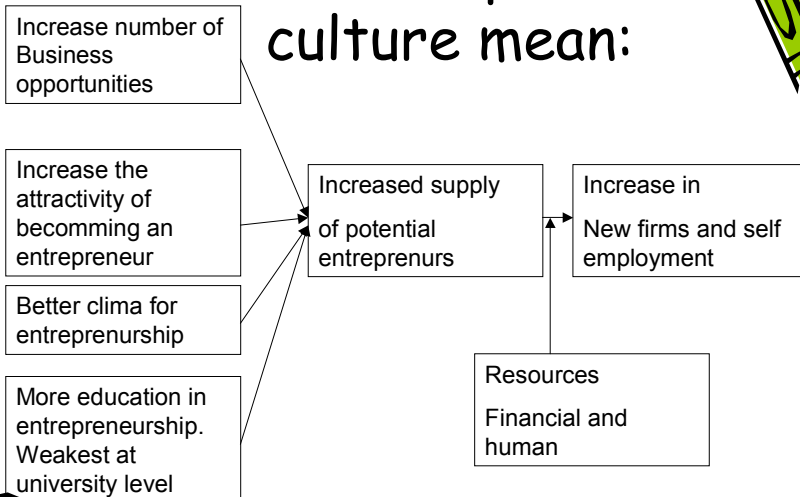 culture mean:
Increase number of
Business
opportunities
Increase the
attractivity of
becomming an
entrepreneur
Better clima for
entreprenurship
More education in
entrepreneurship.
Weakest at
university level
Increased supply
of potential
entreprenurs
Increase in
New firms and self
employment
Resources
Financial and
human